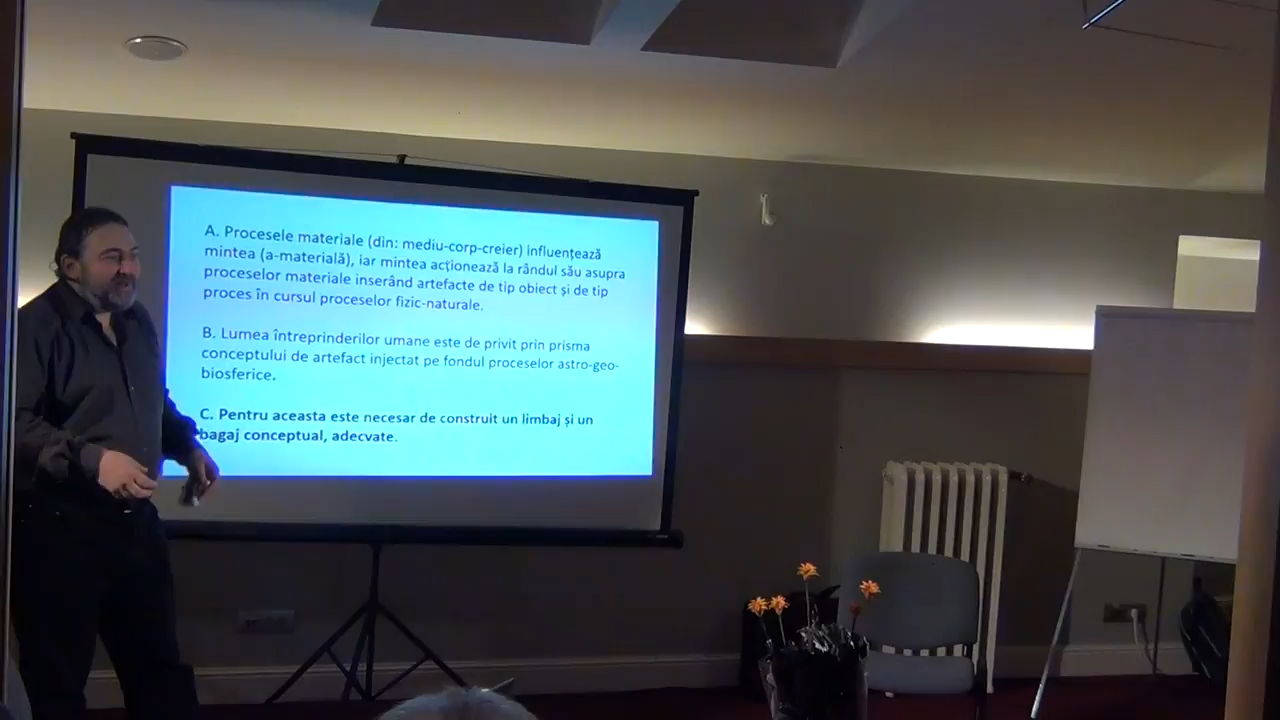 A. Procesele materiale (din: mediu-corp-creier) influențează
mintea (a-materială), iar mintea acționează la rândul său asupra
proceselor materiale inserând artefacte de tip obiect și de tip
proces în cursul proceselor fizic-naturale.
B. Lumea întreprinderilor umane este de privit prin prisma
conceptului de artefact injectat pe fondul proceselor astro-geo-
biosferice.
C. Pentru aceasta este necesar de construit un limbaj și un
bagaj conceptual, adecvate.